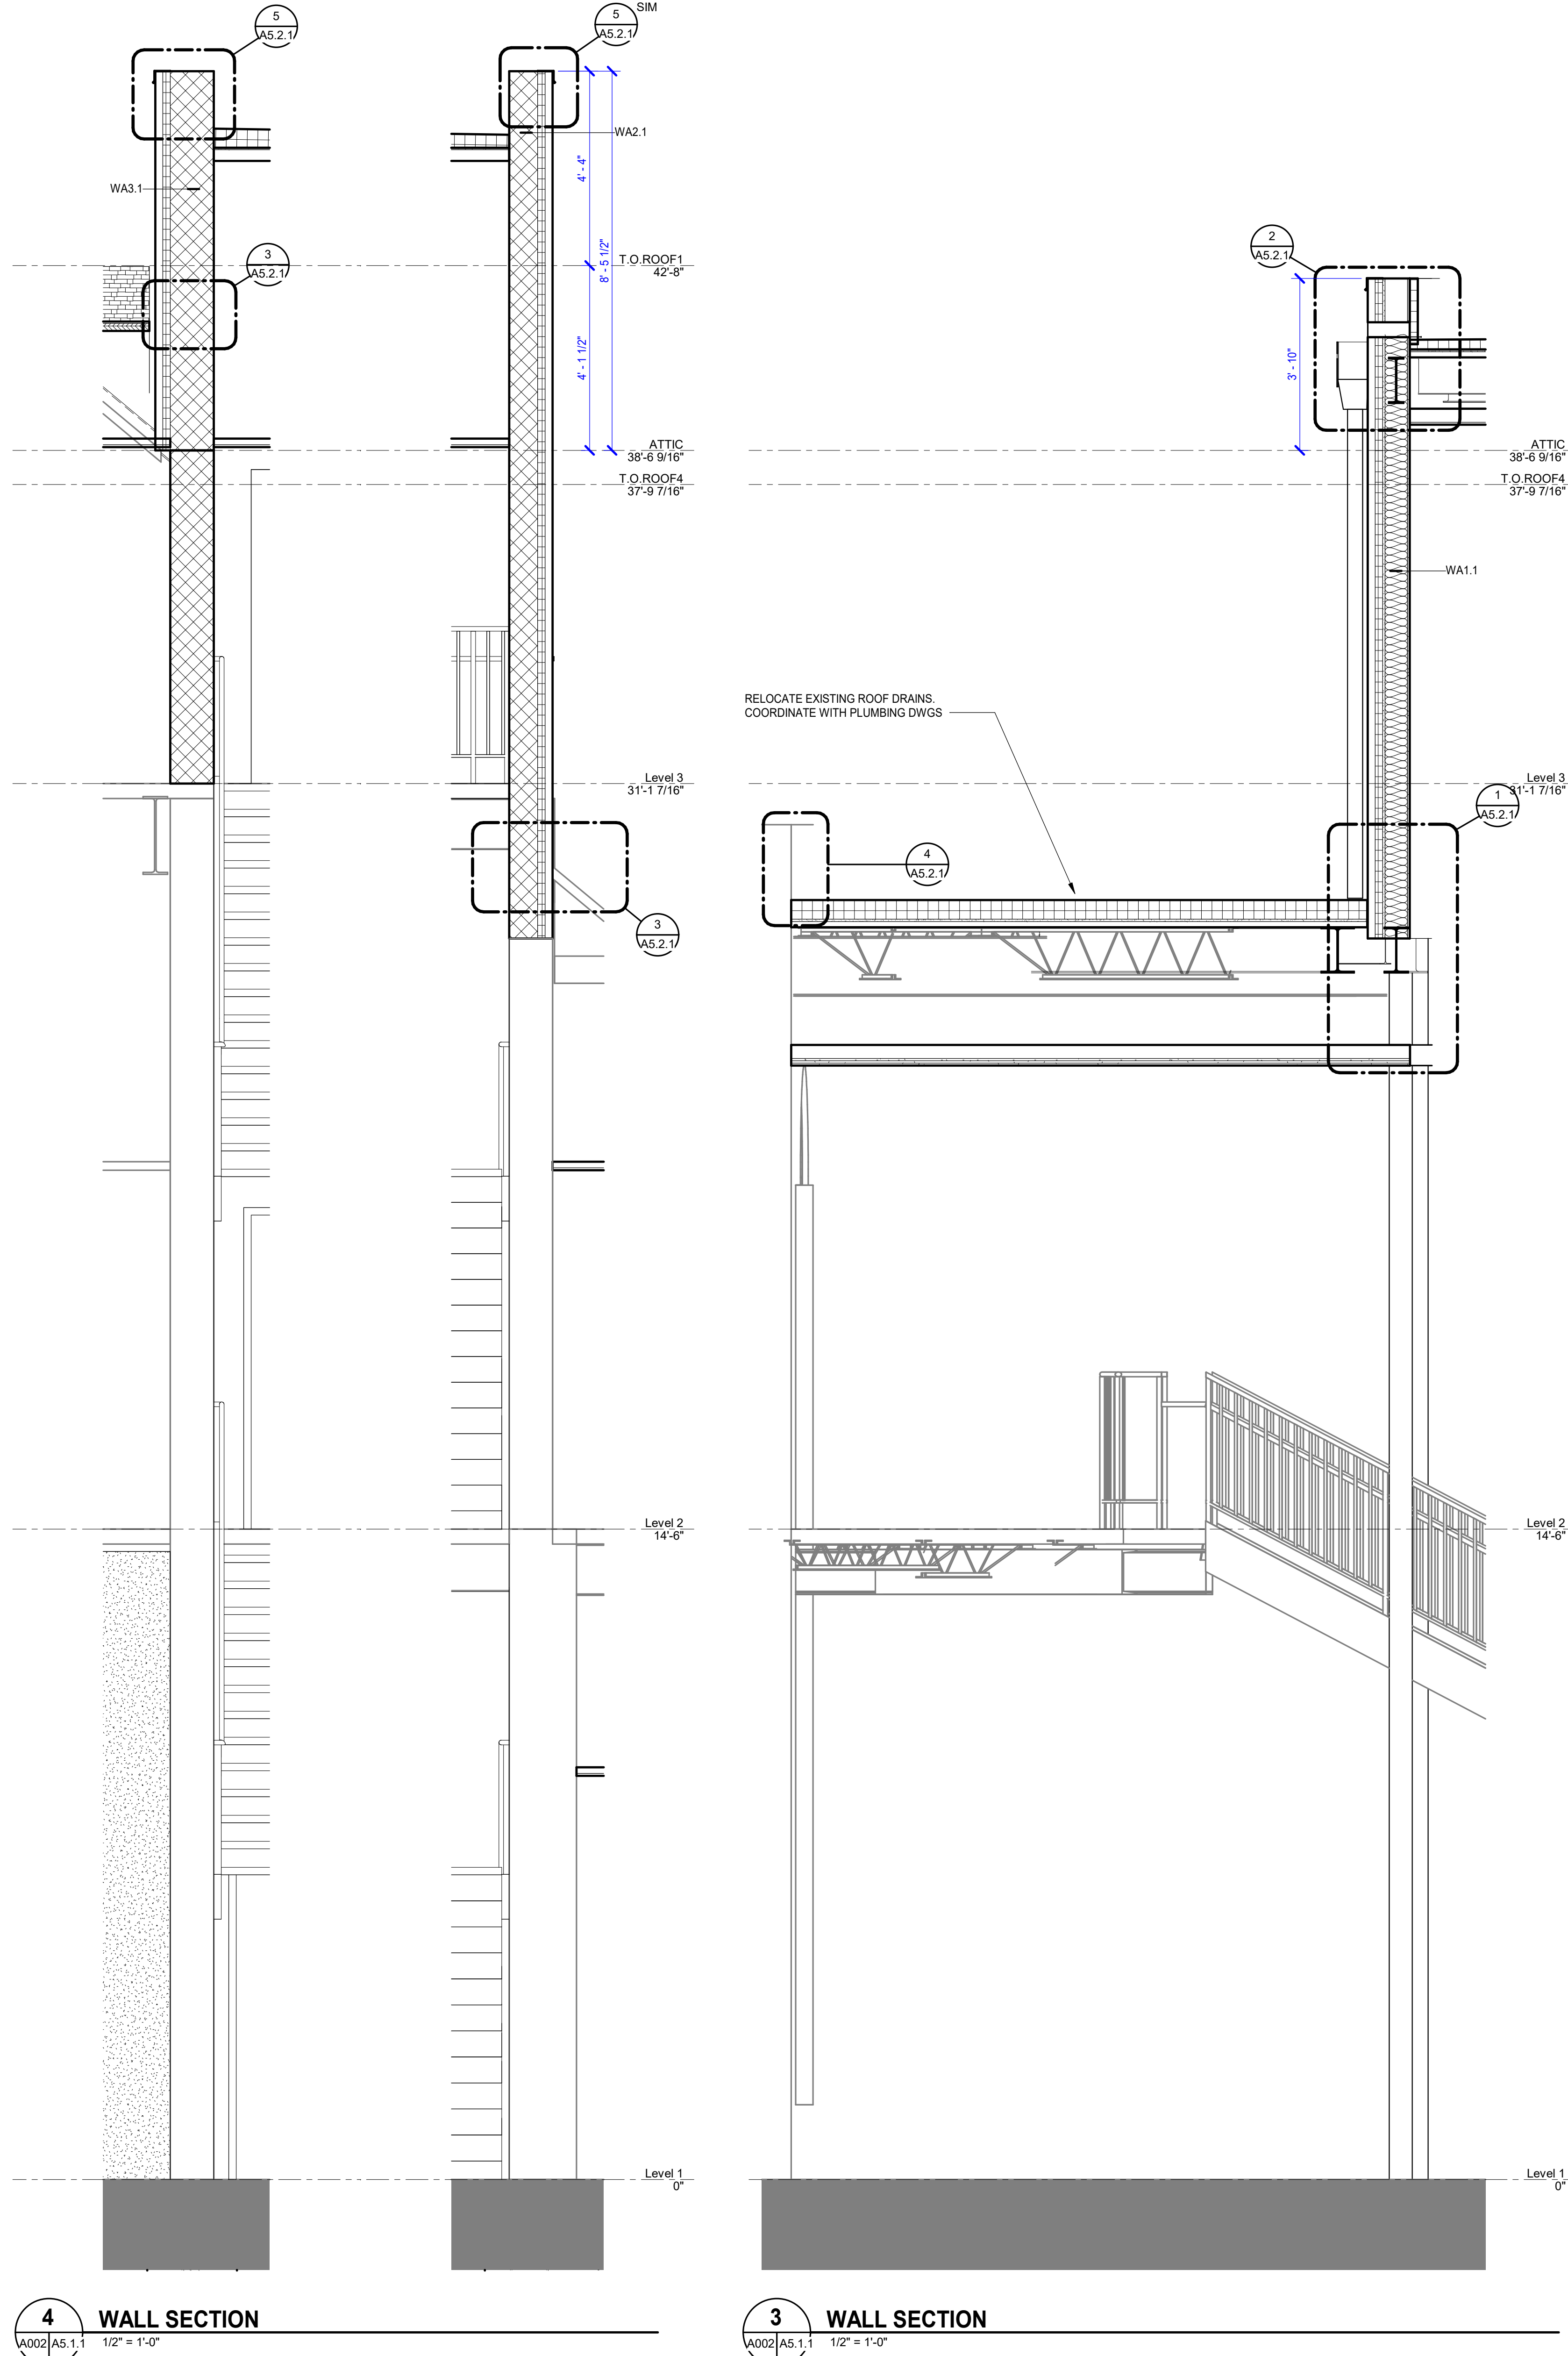 5
A5.2.1
5
A5.2.1
SIM
WA2.1
WA3.1
4' - 4"
8' - 5 1/2"
4' - 1 1/2"
3
A5.2.1
T.O.ROOF1
42'-8"
ATTIC
38'-6 9/16"
T.O.ROOF4
37'-9 7/16"
Level 3
31'-1 7/16"
3
A5.2.1
Level 2
14'-6"
Level 1
0"
4
A002
A5.1.1
WALL SECTION
1/2" = 1'-0"
2
A5.2.1
3' - 10"
ATTIC
38'-6 9/16"
T.O.ROOF4
37'-9 7/16"
WA1.1
RELOCATE EXISTING ROOF DRAINS.
COORDINATE WITH PLUMBING DWGS
Level 3
31'-1 7/16"
1
A5.2.1
4
A5.2.1
Level 2
14'-6"
Level 1
0"
3
A002
A5.1.1
WALL SECTION
1/2" = 1'-0"